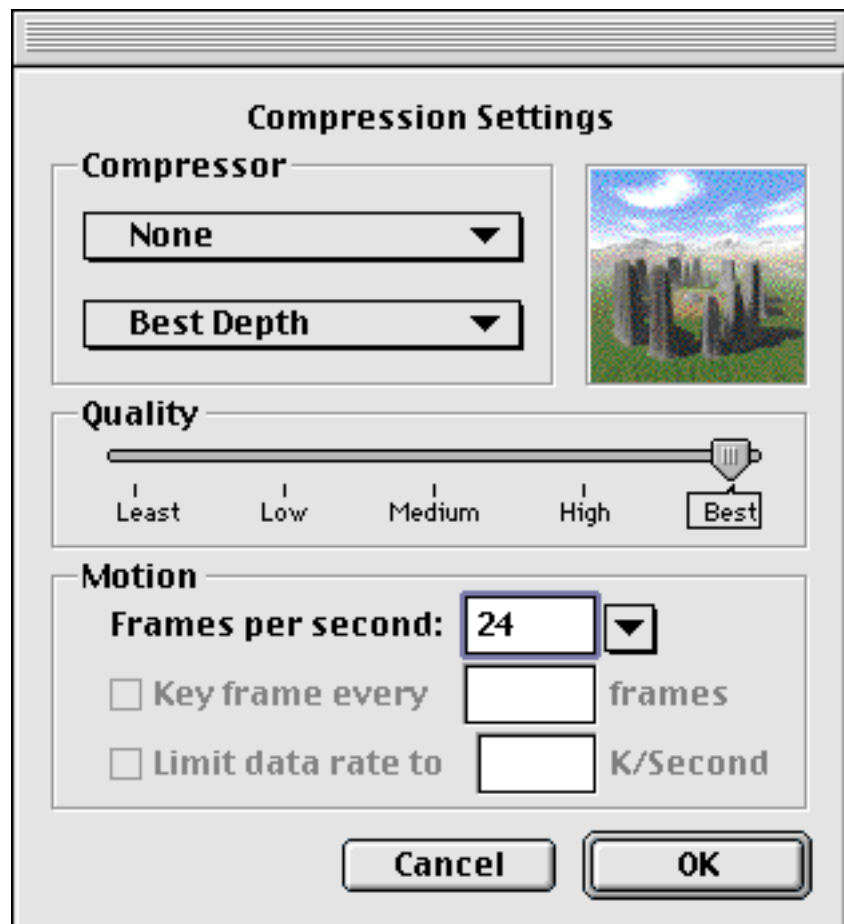 Compression Settings
Compressor
None
Best Depth
Quality
Least Low Medium High Best
Motion
Frames per second: 24
Key frame every frames
Limit data rate to K/Second
Cancel OK